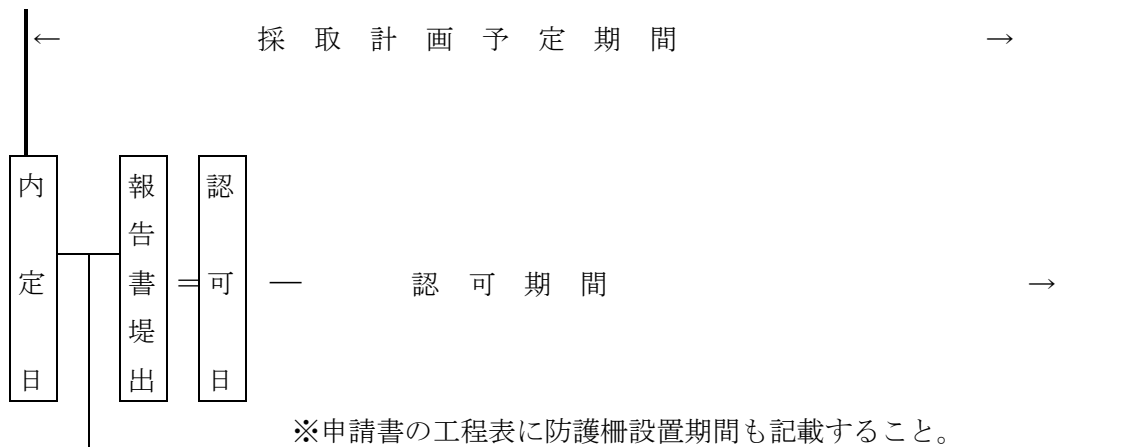 ← 採取計画予定期間 →
内定日
報告書堤出
＝
認可日
― 認可期間 →
※申請書の工程表に防護柵設置期間も記載すること。